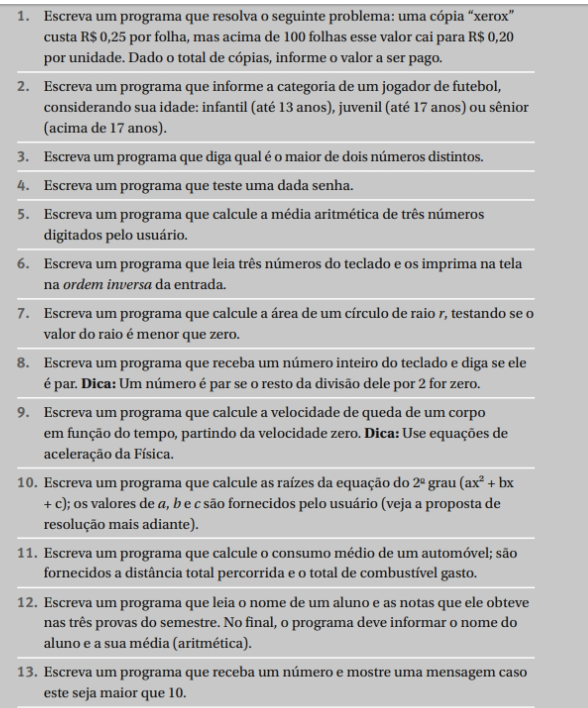 1. Escreva um programa que resolva o seguinte problema: uma cópia “xerox”
custa R$ 0,25 por folha, mas acima de 100 folhas esse valor cai para R$ 0,20
por unidade. Dado o total de cópias, informe o valor a ser pago.
2. Escreva um programa que informe a categoria de um jogador de futebol,
considerando sua idade: infantil (até 13 anos), juvenil (até 17 anos) ou sênior
(acima de 17 anos).
3. Escreva um programa que diga qual é o maior de dois números distintos.
4. Escreva um programa que teste uma dada senha.
5. Escreva um programa que calcule a média aritmética de três números
digitados pelo usuário.
6. Escreva um programa que leia três números do teclado e os imprima na tela
na ordem inversa da entrada.
7. Escreva um programa que calcule a área de um círculo de raio r, testando se o
valor do raio é menor que zero.
8. Escreva um programa que receba um número inteiro do teclado e diga se ele
é par. Dica: Um número é par se o resto da divisão dele por 2 for zero.
9. Escreva um programa que calcule a velocidade de queda de um corpo
em função do tempo, partindo da velocidade zero. Dica: Use equações de
aceleração da Física.
10. Escreva um programa que calcule as raízes da equação do 2º grau (ax² + bx
+ c); os valores de a, b e c são fornecidos pelo usuário (veja a proposta de
resolução mais adiante).
11. Escreva um programa que calcule o consumo médio de um automóvel; são
fornecidos a distância total percorrida e o total de combustível gasto.
12. Escreva um programa que leia o nome de um aluno e as notas que ele obteve
nas três provas do semestre. No final, o programa deve informar o nome do
aluno e a sua média (aritmética).
13. Escreva um programa que receba um número e mostre uma mensagem caso
este seja maior que 10.